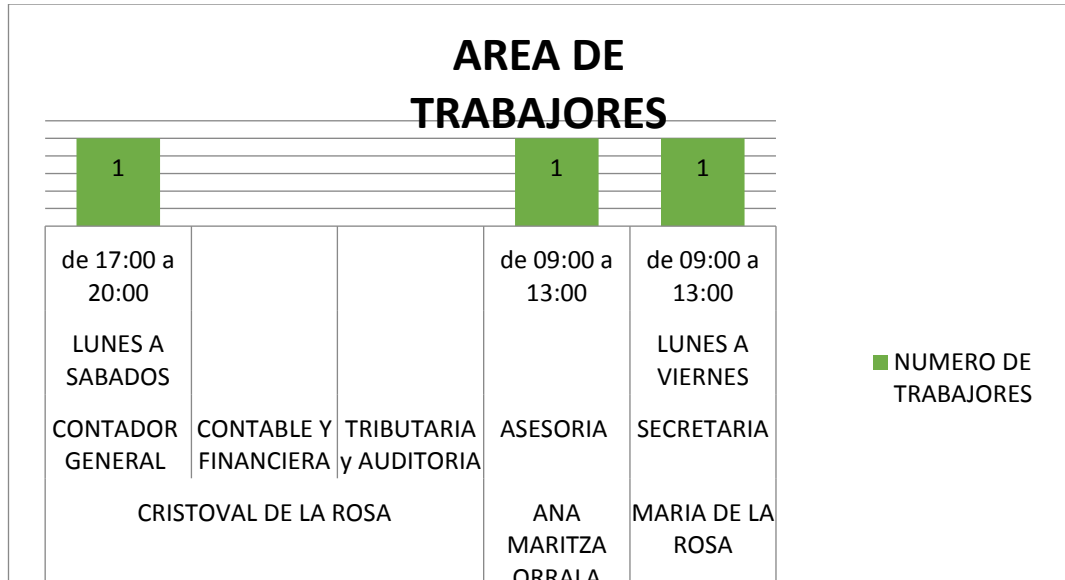 AREA DE
TRABAJORES
1 1 1
de 17:00 a de 09:00 a de 09:00 a
20:00 13:00 13:00
LUNES A LUNES A
SABADOS VIERNES
NUMERO DE
TRABAJORES
CONTADOR CONTABLE Y TRIBUTARIA ASESORIA SECRETARIA
GENERAL FINANCIERA y AUDITORIA
CRISTOVAL DE LA ROSA ANA MARIA DE LA
MARITZA ROSA
ORRALA